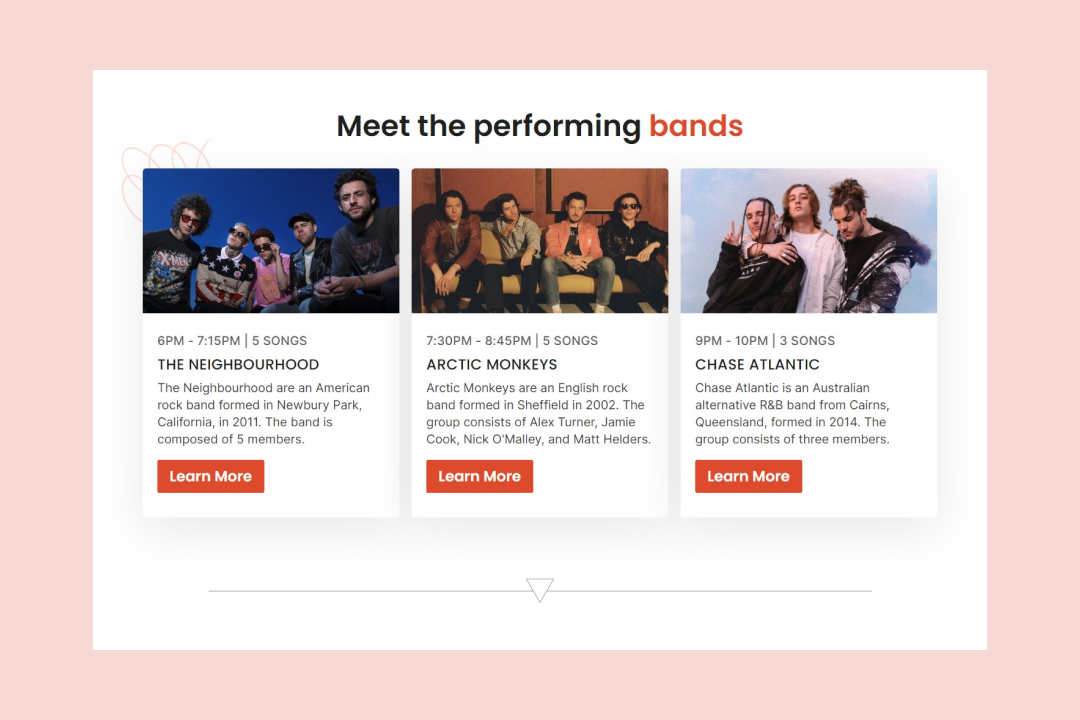 Meet the performing bands
6PM - 7:15PM | 5 SONGS
THE NEIGHBOURHOOD
The Neighbourhood are an American
rock band formed in Newbury Park,
California, in 2011. The band is
composed of 5 members.
Learn More
7:30PM - 8:45PM | 5 SONGS
ARCTIC MONKEYS
Arctic Monkeys are an English rock
band formed in Sheffield in 2002. The
group consists of Alex Turner, Jamie
Cook, Nick O'Malley, and Matt Helders.
Learn More
9PM - 10PM | 3 SONGS
CHASE ATLANTIC
Chase Atlantic is an Australian
alternative R&B band from Cairns,
Queensland, formed in 2014. The
group consists of three members.
Learn More
X-MEN